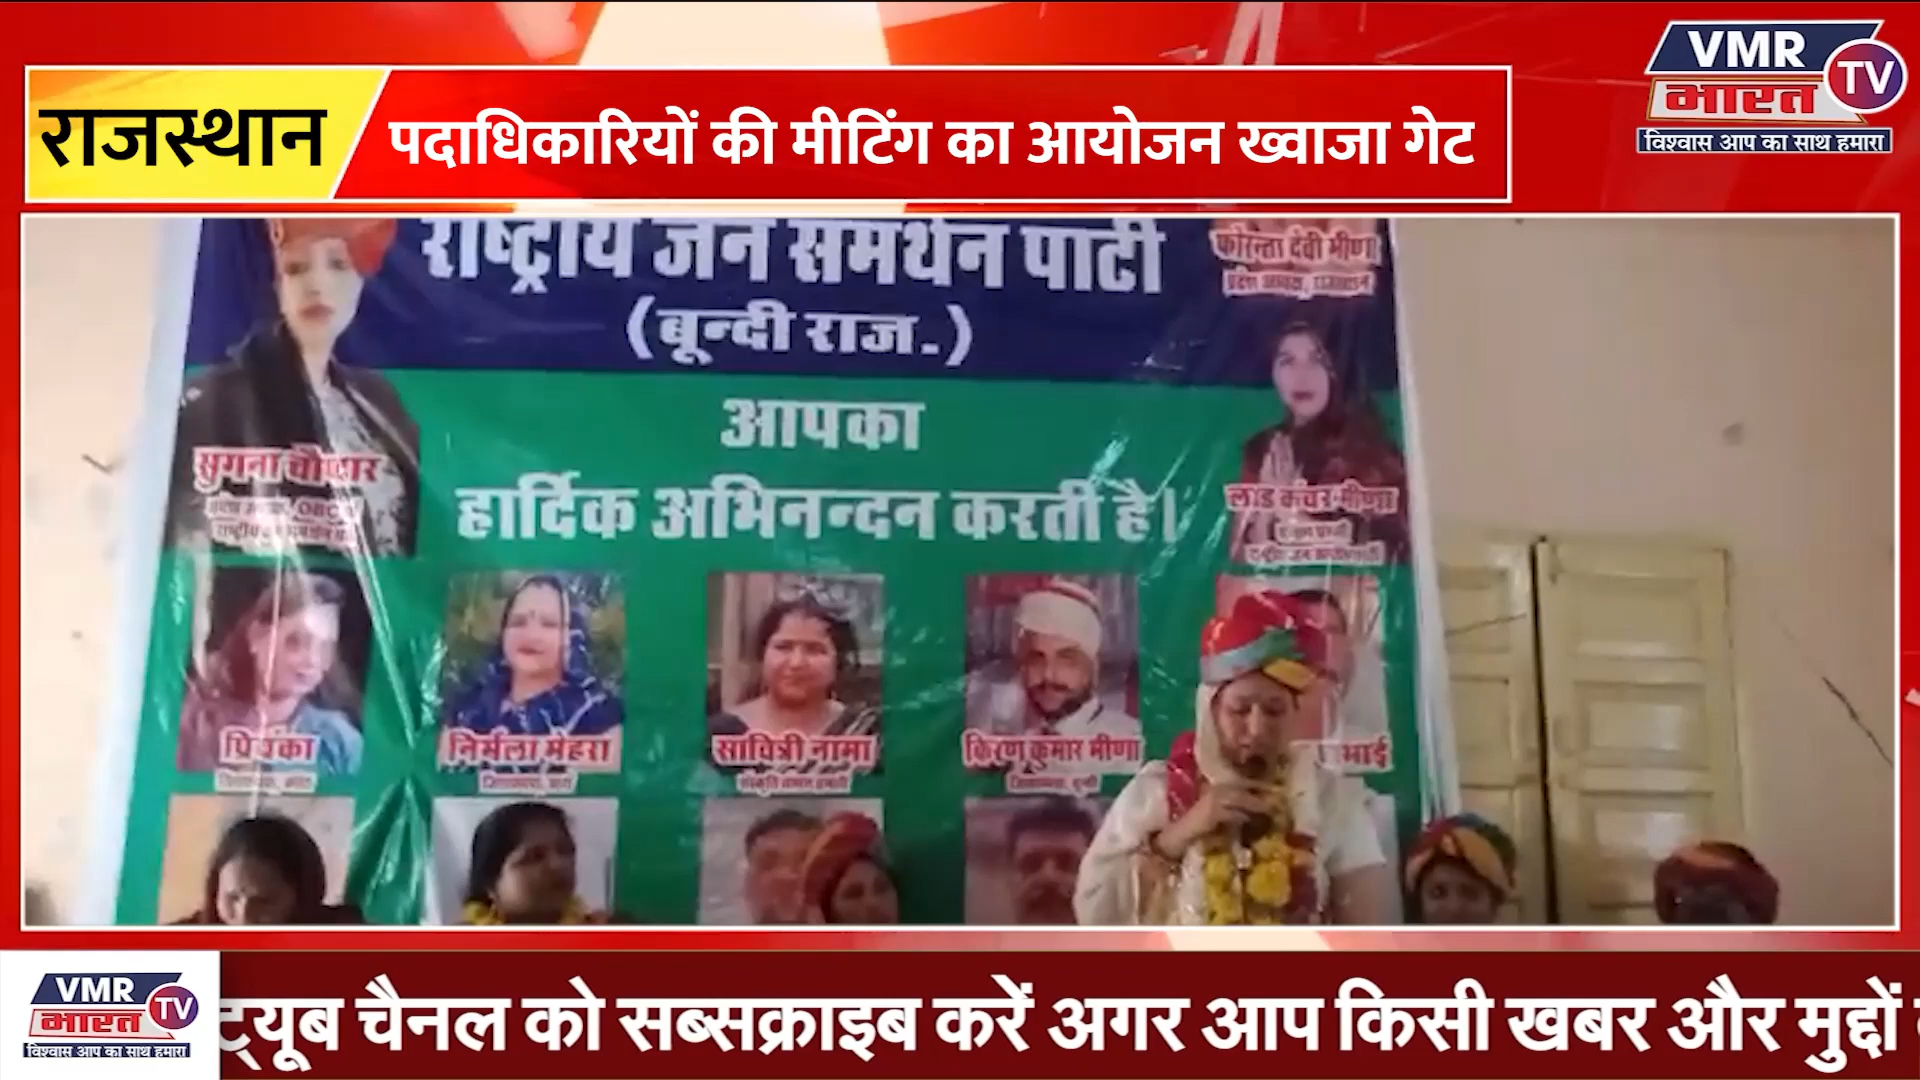 राजस्थान
पदाधिकारियों की मीटिंग का आयोजन ख्वाजा गेट
VMR
भारत
TV
विश्वास आप का साथ हमारा
राष्ट्रीय जन समर्थन पार्टी
(बून्दी राज.)
आपका
हार्दिक अभिनन्दन करती है।
देवी मीणा
सुगना
OBC
लाड कंवर मीणा
प्रियंका
निर्मला मेहरा
सावित्री नामा
किरण कुमार मीणा
भाई
VMR
भारत
TV
विश्वास आप का साथ हमारा
ट्यूब चैनल को सब्सक्राइब करें अगर आप किसी खबर और मुद्दों